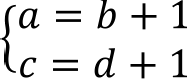 a = b + 1
c = d + 1